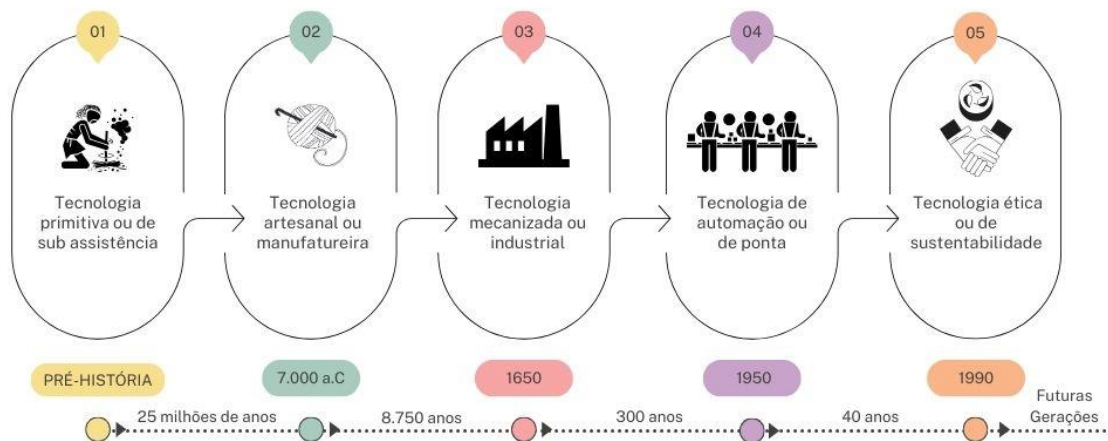 01
02
03
04
05
Tecnologia
primitiva ou de
sub assistência
Tecnologia
artesanal ou
manufatureira
Tecnologia
mecanizada ou
industrial
Tecnologia de
automação ou
de ponta
Tecnologia ética
ou de
sustentabilidade
PRÉ-HISTÓRIA
7.000 a.C
1650
1950
1990
25 milhões de anos
8.750 anos
300 anos
40 anos
Futuras
Gerações